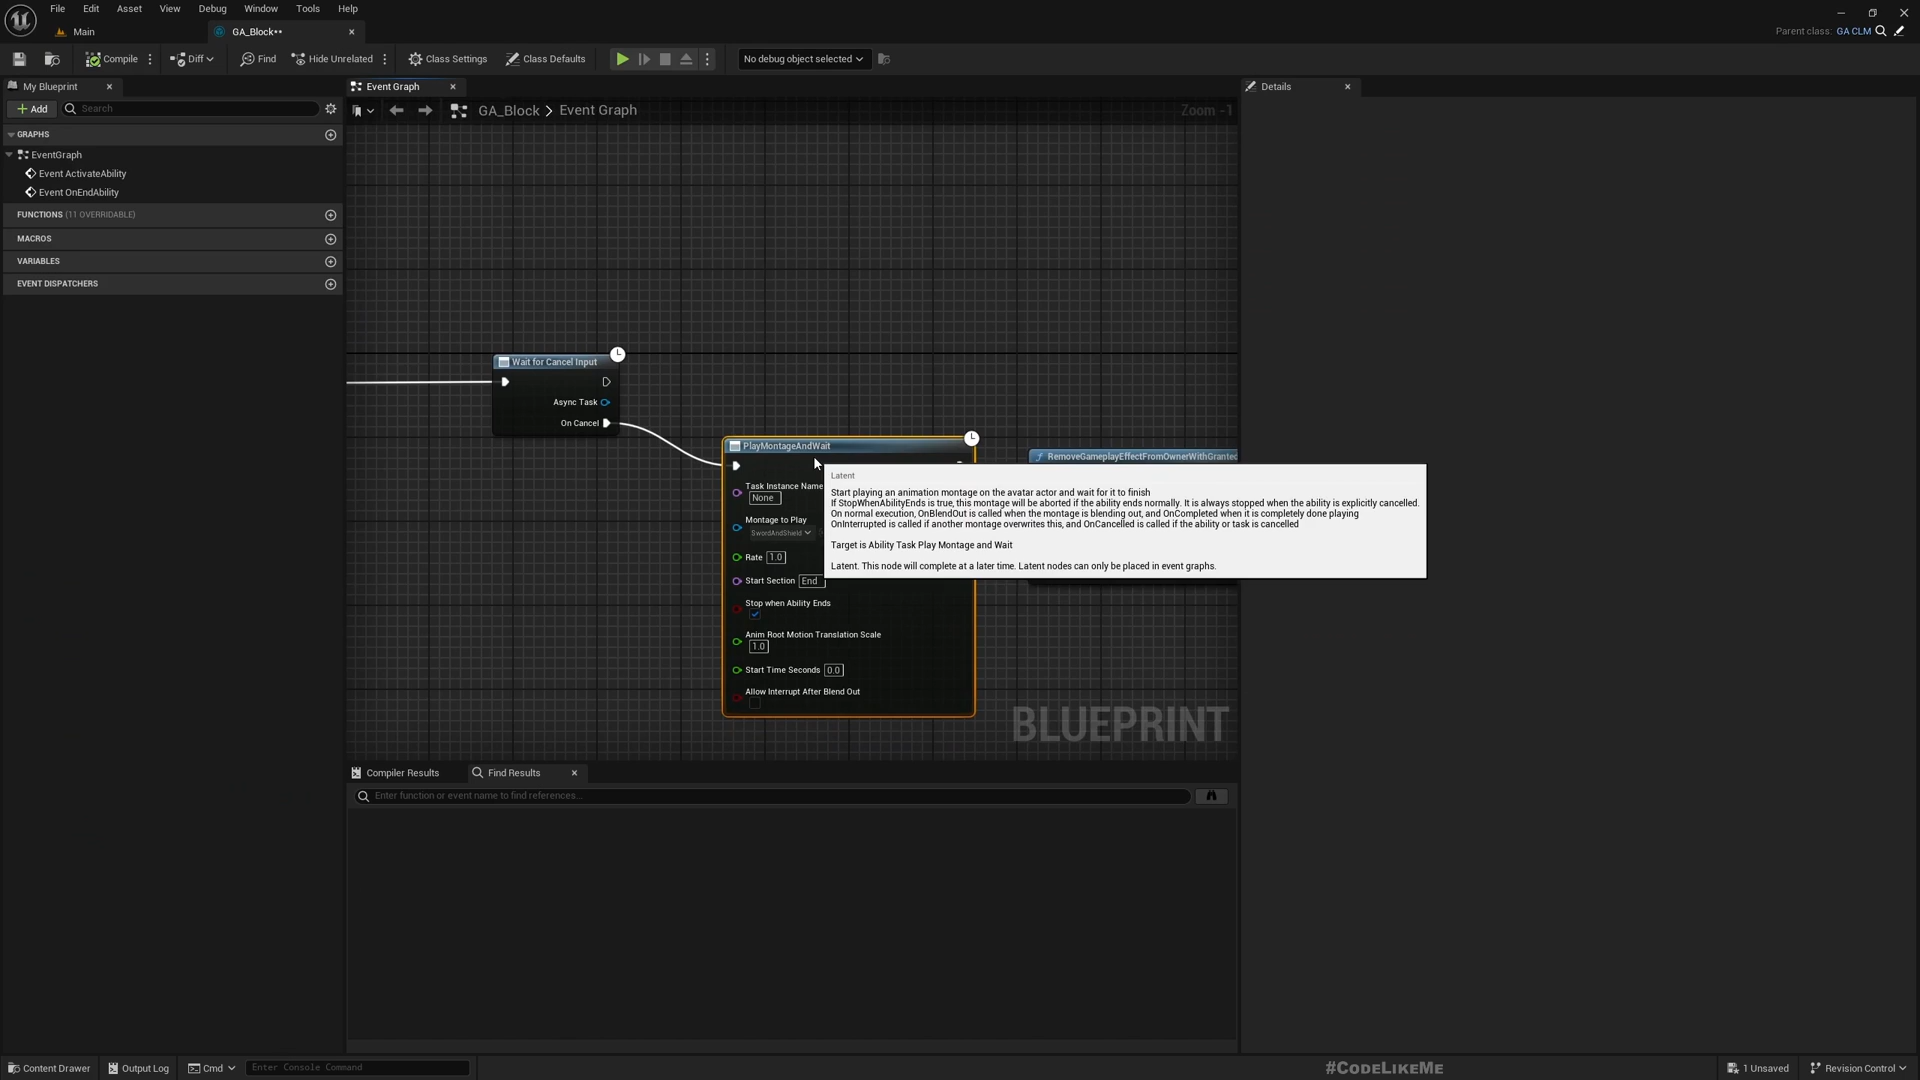 File Edit Asset View Debug Window Tools Help
Main
GA_Block**
Parent class: GA CLM
Compile
Diff
Find
Hide Unrelated
Class Settings
Class Defaults
No debug object selected
My Blueprint
Event Graph
Details
Add
Search
GA_Block > Event Graph
Zoom -1
GRAPHS
EventGraph
Event ActivateAbility
Event OnEndAbility
FUNCTIONS (11 OVERRIDABLE)
MACROS
VARIABLES
EVENT DISPATCHERS
Wait for Cancel Input
Async Task
On Cancel
PlayMontageAndWait
RemoveGameplayEffectFromOwnerWithGranted
Task Instance Name
None
Montage to Play
SwordAndShield
Rate 1.0
Start Section End
Stop when Ability Ends
Anim Root Motion Translation Scale
1.0
Start Time Seconds 0.0
Allow Interrupt After Blend Out
Latent
Start playing an animation montage on the avatar actor and wait for it to finish
If StopWhenAbilityEnds is true, this montage will be aborted if the ability ends normally. It is always stopped when the ability is explicitly cancelled.
On normal execution, OnBlendOut is called when the montage is blending out, and OnCompleted when it is completely done playing
OnInterrupted is called if another montage overwrites this, and OnCancelled is called if the ability or task is cancelled
Target is Ability Task Play Montage and Wait
Latent. This node will complete at a later time. Latent nodes can only be placed in event graphs.
BLUEPRINT
Compiler Results
Find Results
Enter function or event name to find references...
Content Drawer
Output Log
Cmd
Enter Console Command
#CodeLikeMe
1 Unsaved
Revision Control